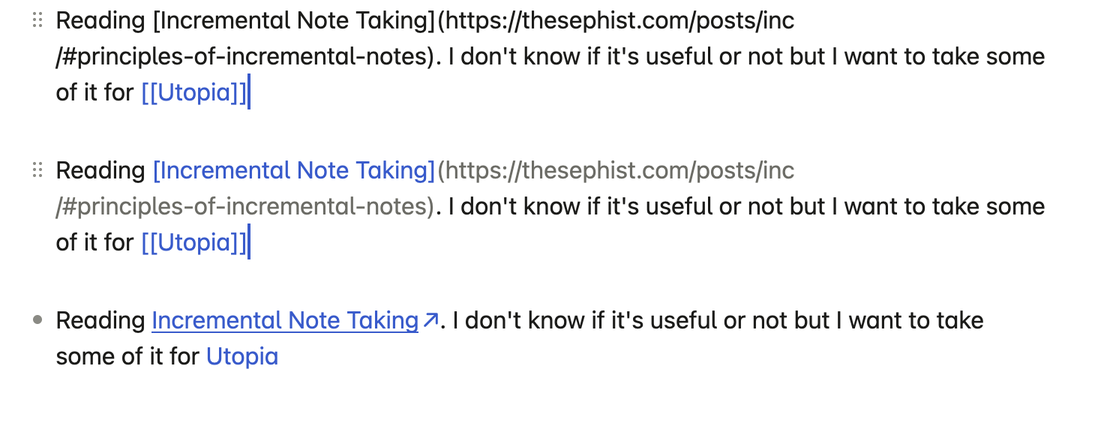 Reading [Incremental Note Taking](https://thesephist.com/posts/inc
/#principles-of-incremental-notes). I don't know if it's useful or not but I want to take some
of it for [[Utopia]]
Reading [Incremental Note Taking](https://thesephist.com/posts/inc
/#principles-of-incremental-notes). I don't know if it's useful or not but I want to take some
of it for [[Utopia]]
Reading Incremental Note Taking↗. I don't know if it's useful or not but I want to take
some of it for Utopia